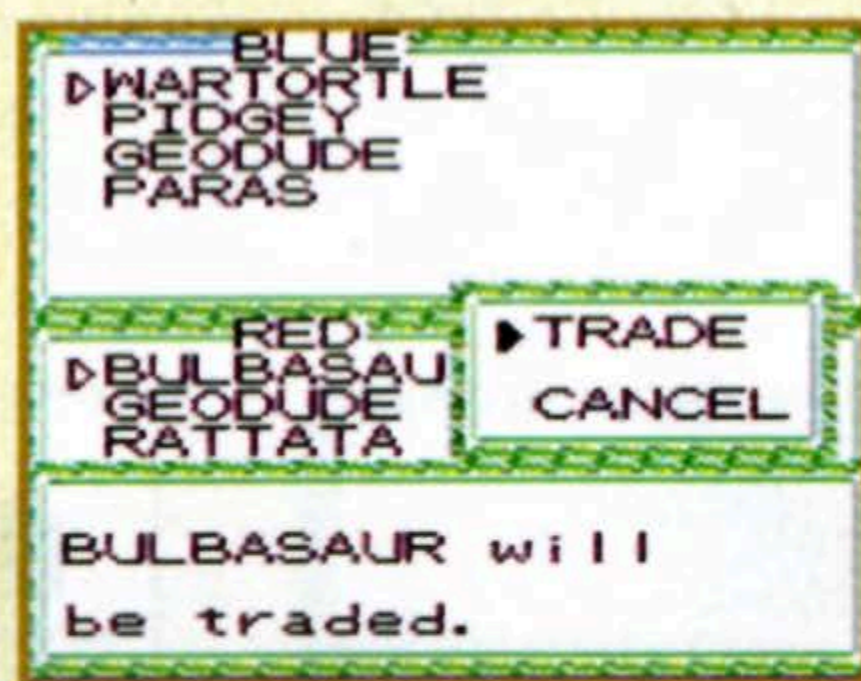 BLUE
WARTORTLE
PIDGEY
GEODUDE
PARAS
RED
BULBASAU
GEODUDE
RATTATA
TRADE
CANCEL
BULBASAUR will
be traded.